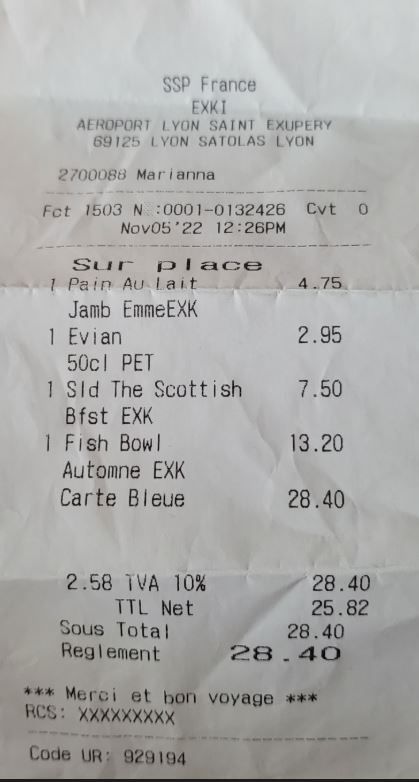 SSP France
EXKI
AEROPORT LYON SAINT EXUPERY
69125 LYON SATOLAS LYON
2700088 Marianna
Fct 1503 N :0001-0132426 Cvt 0
Nov05'22 12:26PM
Sur place
1 Pain Au Lait 4.75
Jamb EmmeEXK
1 Evian 2.95
50cl PET
1 Sld The Scottish 7.50
Bfst EXK
1 Fish Bowl 13.20
Automne EXK
Carte Bleue 28.40
2.58 TVA 10% 28.40
TTL Net 25.82
Sous Total 28.40
Reglement 28.40
*** Merci et bon voyage ***
RCS: XXXXXXXXX
Code UR: 929194